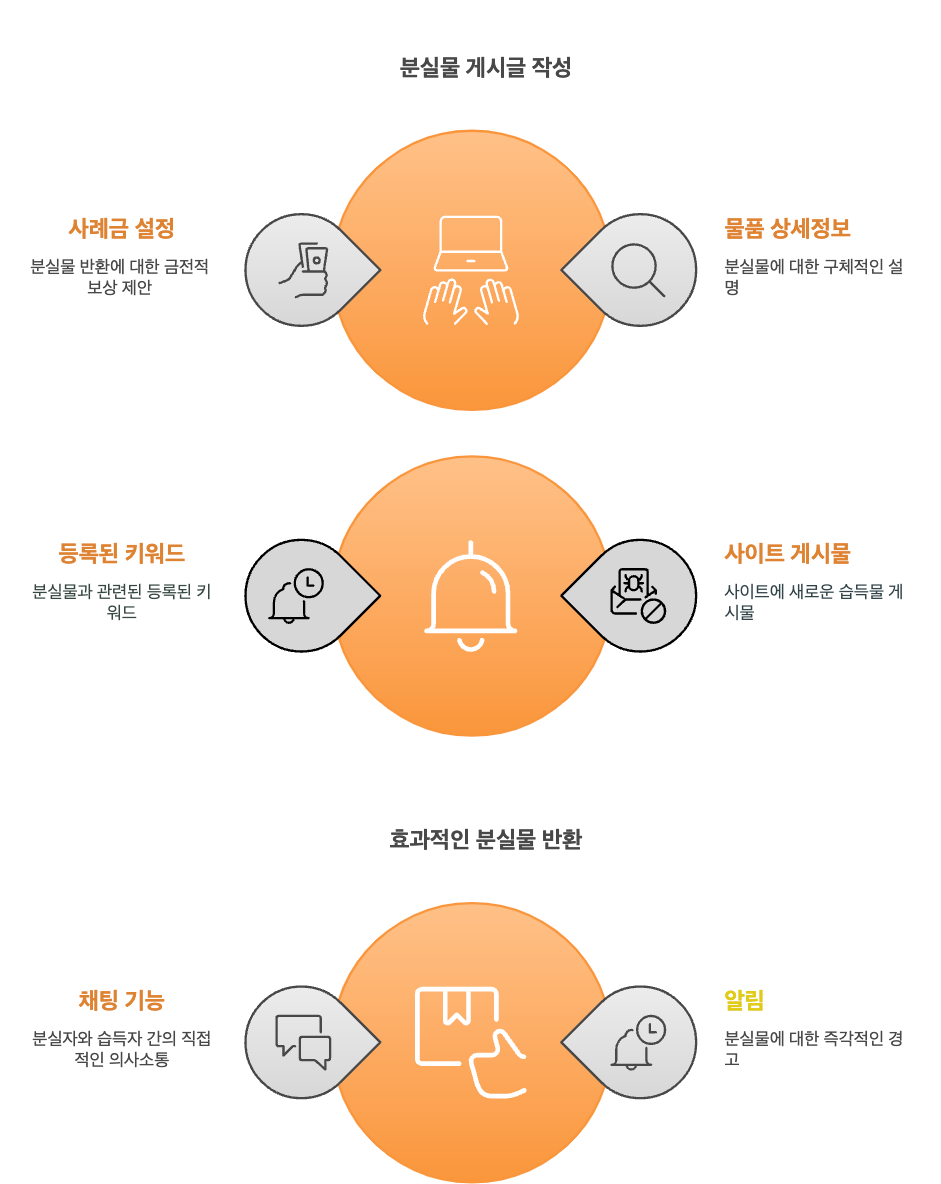 분실물 게시글 작성
사례금 설정
분실물 반환에 대한 금전적
보상 제안
물품 상세정보
분실물에 대한 구체적인 설
명
등록된 키워드
분실물과 관련된 등록된 키
워드
사이트 게시물
사이트에 새로운 습득물 게
시물
효과적인 분실물 반환
채팅 기능
분실자와 습득자 간의 직접
적인 의사소통
알림
분실물에 대한 즉각적인 경
고